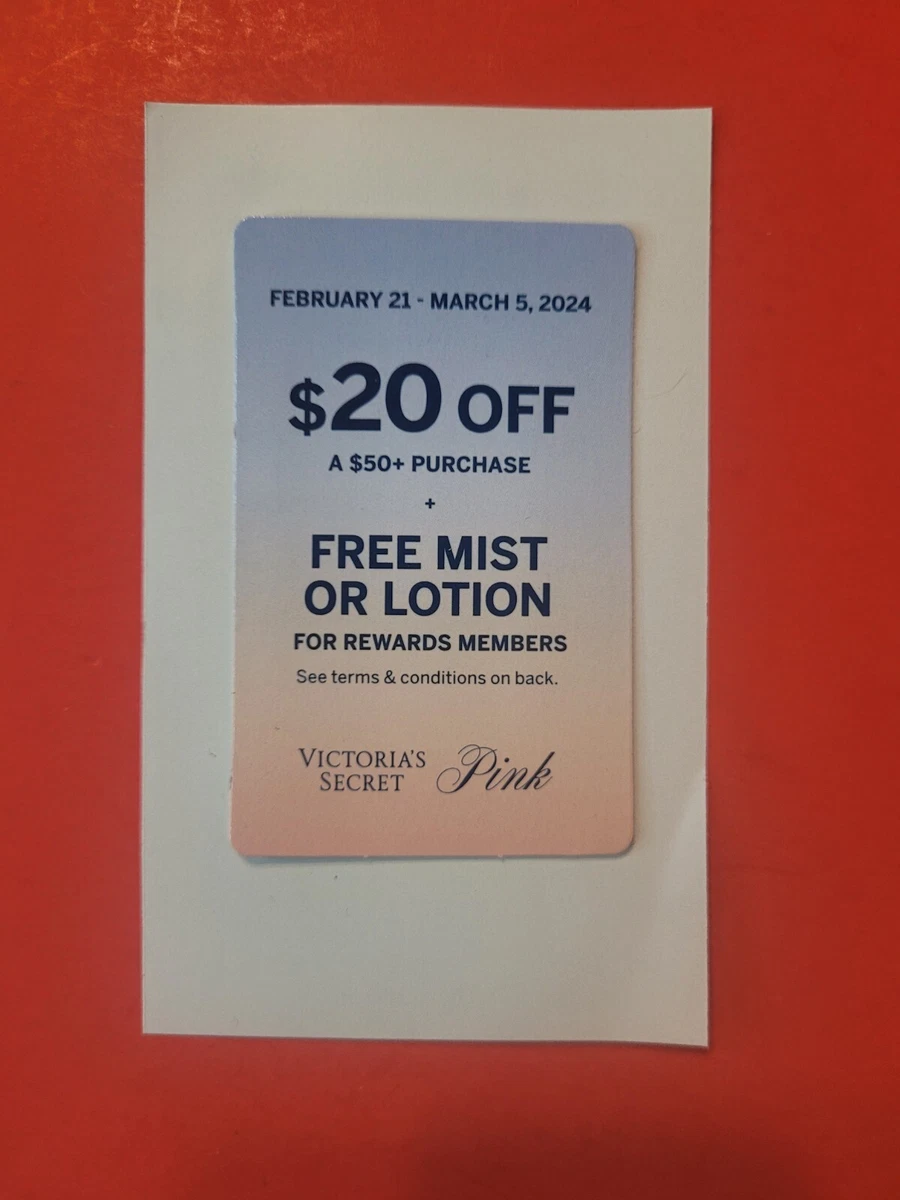 FEBRUARY 21 - MARCH 5, 2024
$20 OFF
A $50+ PURCHASE
+
FREE MIST
OR LOTION
FOR REWARDS MEMBERS
See terms & conditions on back.
VICTORIA'S
SECRET
Pink